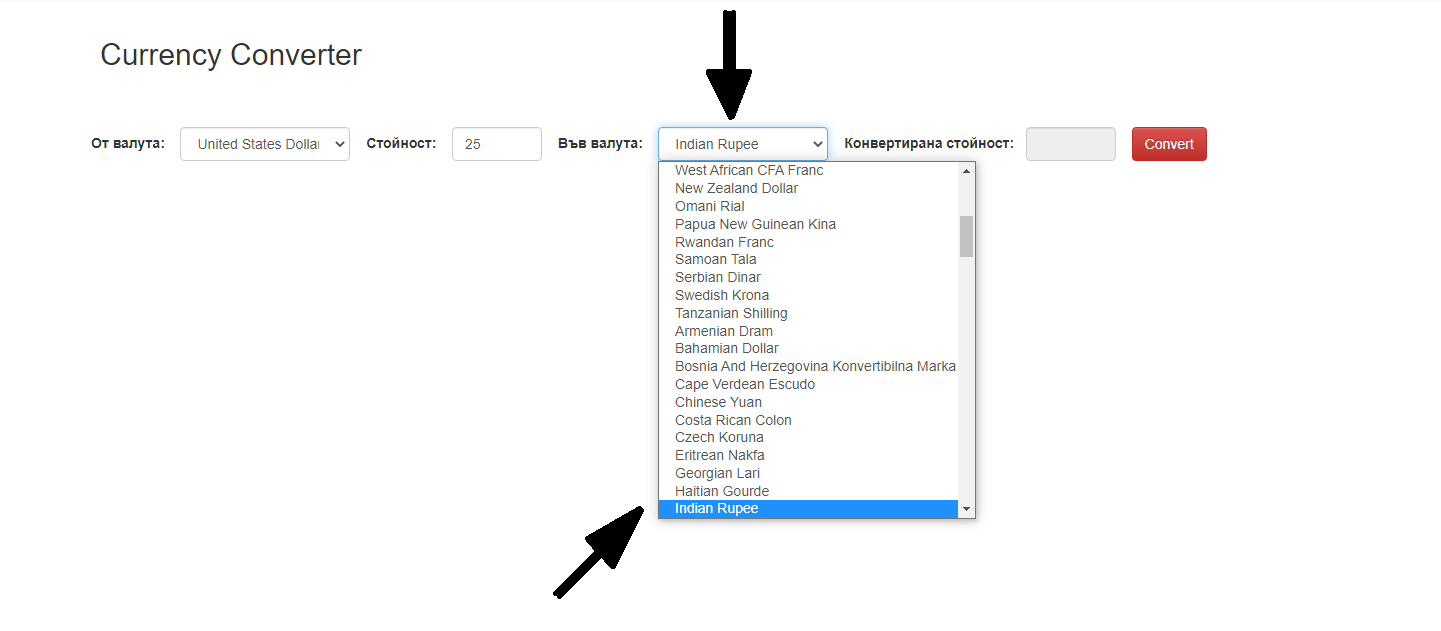 Currency Converter
От валута: United States Dollar Стойност: 25 Във валута: Indian Rupee Конвертирана стойност: Convert
West African CFA Franc
New Zealand Dollar
Omani Rial
Papua New Guinean Kina
Rwandan Franc
Samoan Tala
Serbian Dinar
Swedish Krona
Tanzanian Shilling
Armenian Dram
Bahamian Dollar
Bosnia And Herzegovina Konvertibilna Marka
Cape Verdean Escudo
Chinese Yuan
Costa Rican Colon
Czech Koruna
Eritrean Nakfa
Georgian Lari
Haitian Gourde
Indian Rupee